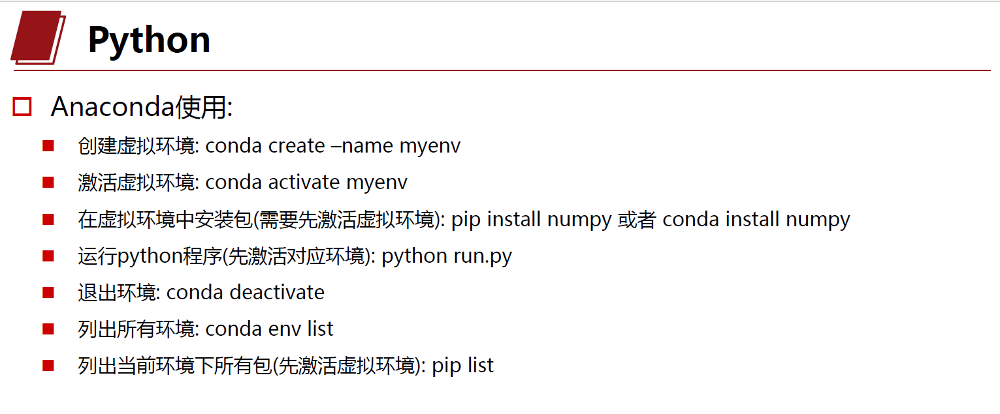 Python
Anaconda使用:
创建虚拟环境: conda create –name myenv
激活虚拟环境: conda activate myenv
在虚拟环境中安装包(需要先激活虚拟环境): pip install numpy 或者 conda install numpy
运行python程序(先激活对应环境): python run.py
退出环境: conda deactivate
列出所有环境: conda env list
列出当前环境下所有包(先激活虚拟环境): pip list